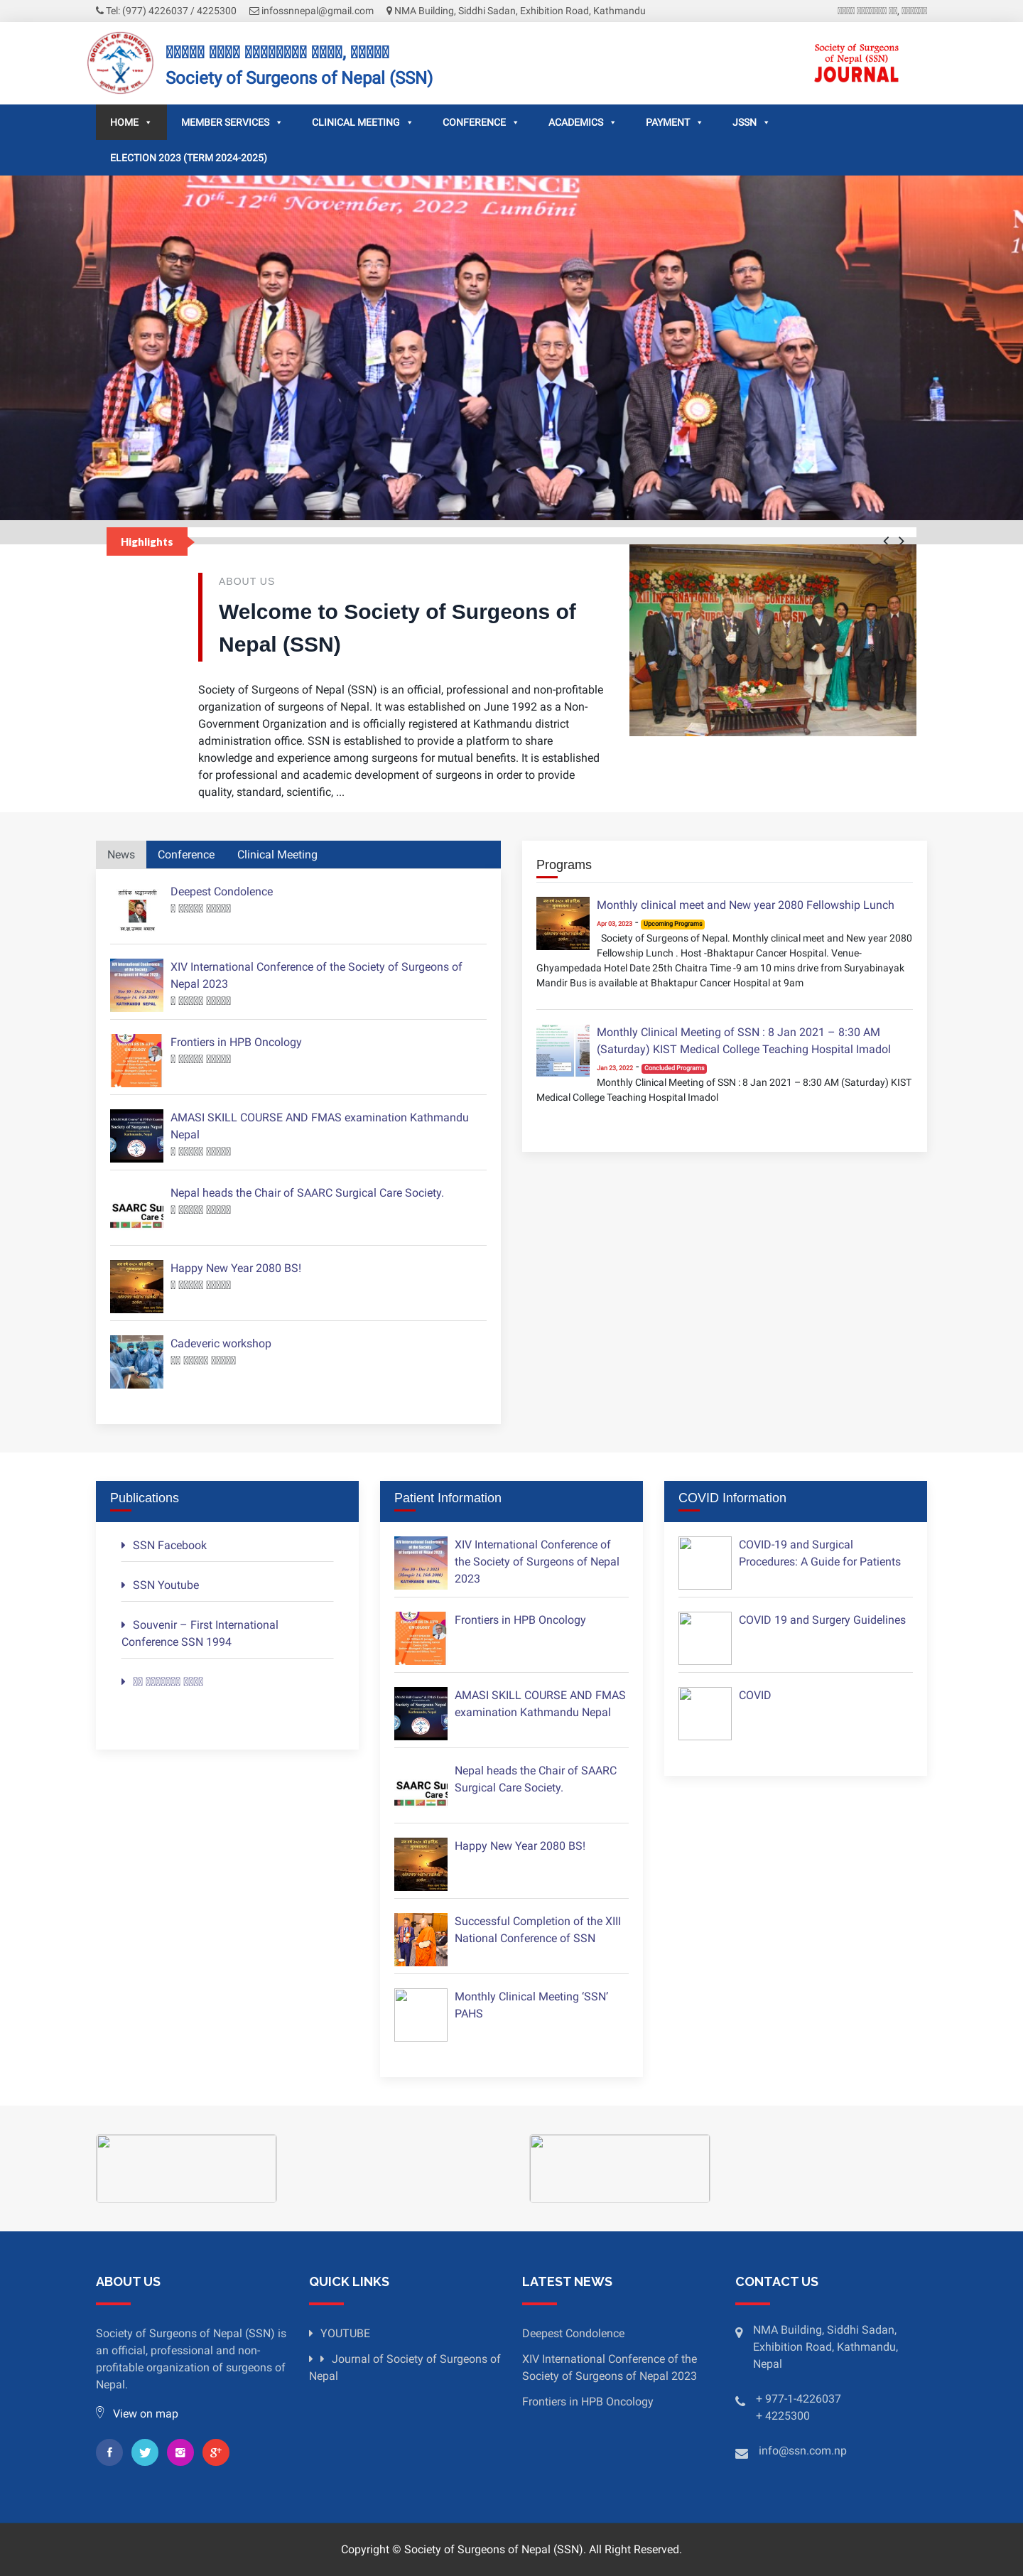 Tel: (977) 4226037 / 4225300
infossnnepal@gmail.com
NMA Building, Siddhi Sadan, Exhibition Road, Kathmandu
Society of Surgeons of Nepal (SSN)
Society of Surgeons
of Nepal (SSN)
JOURNAL
HOME
MEMBER SERVICES
CLINICAL MEETING
CONFERENCE
ACADEMICS
PAYMENT
JSSN
ELECTION 2023 (TERM 2024-2025)
NATIONAL CONFERENCE
10th-12th November, 2022 Lumbini
Highlights
ABOUT US
Welcome to Society of Surgeons of
Nepal (SSN)
Society of Surgeons of Nepal (SSN) is an official, professional and non-profitable
organization of surgeons of Nepal. It was established on June 1992 as a Non-
Government Organization and is officially registered at Kathmandu district
administration office. SSN is established to provide a platform to share
knowledge and experience among surgeons for mutual benefits. It is established
for professional and academic development of surgeons in order to provide
quality, standard, scientific, ...
News
Conference
Clinical Meeting
Deepest Condolence
XIV International Conference of the Society of Surgeons of
Nepal 2023
Frontiers in HPB Oncology
AMASI SKILL COURSE AND FMAS examination Kathmandu
Nepal
Nepal heads the Chair of SAARC Surgical Care Society.
Happy New Year 2080 BS!
Cadeveric workshop
Programs
Monthly clinical meet and New year 2080 Fellowship Lunch
Apr 03, 2023 - Upcoming Programs
Society of Surgeons of Nepal. Monthly clinical meet and New year 2080
Fellowship Lunch . Host -Bhaktapur Cancer Hospital. Venue-
Ghyampedada Hotel Date 25th Chaitra Time -9 am 10 mins drive from Suryabinayak
Mandir Bus is available at Bhaktapur Cancer Hospital at 9am
Monthly Clinical Meeting of SSN : 8 Jan 2021 – 8:30 AM
(Saturday) KIST Medical College Teaching Hospital Imadol
Jan 23, 2022 - Concluded Programs
Monthly Clinical Meeting of SSN : 8 Jan 2021 – 8:30 AM (Saturday) KIST
Medical College Teaching Hospital Imadol
Publications
SSN Facebook
SSN Youtube
Souvenir – First International
Conference SSN 1994
Patient Information
XIV International Conference of
the Society of Surgeons of Nepal
2023
Frontiers in HPB Oncology
AMASI SKILL COURSE AND FMAS
examination Kathmandu Nepal
Nepal heads the Chair of SAARC
Surgical Care Society.
Happy New Year 2080 BS!
Successful Completion of the XIII
National Conference of SSN
Monthly Clinical Meeting ‘SSN’
PAHS
COVID Information
COVID-19 and Surgical
Procedures: A Guide for Patients
COVID 19 and Surgery Guidelines
COVID
ABOUT US
Society of Surgeons of Nepal (SSN) is
an official, professional and non-
profitable organization of surgeons of
Nepal.
View on map
QUICK LINKS
YOUTUBE
Journal of Society of Surgeons of
Nepal
LATEST NEWS
Deepest Condolence
XIV International Conference of the
Society of Surgeons of Nepal 2023
Frontiers in HPB Oncology
CONTACT US
NMA Building, Siddhi Sadan,
Exhibition Road, Kathmandu,
Nepal
+ 977-1-4226037
+ 4225300
info@ssn.com.np
Copyright © Society of Surgeons of Nepal (SSN). All Right Reserved.